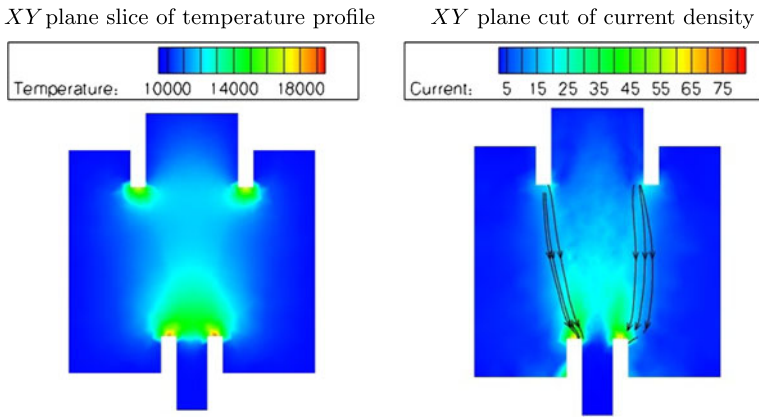 XY plane slice of temperature profile
Temperature: 10000 14000 18000
XY plane cut of current density
Current: 5 15 25 35 45 55 65 75